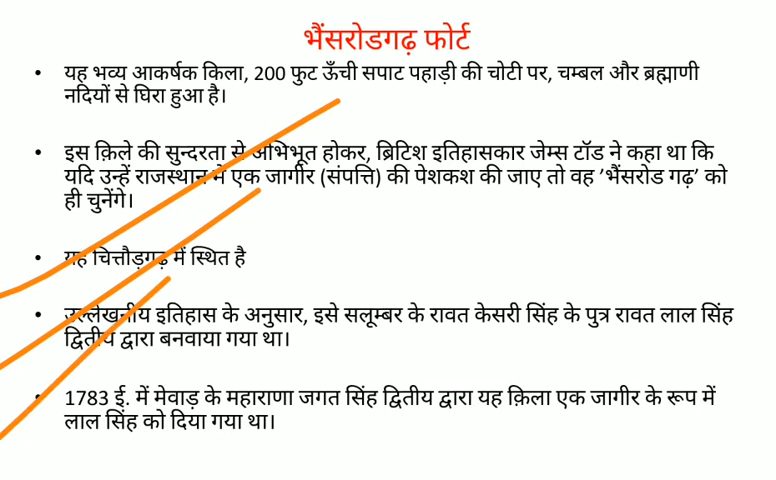 भैंसरोडगढ़ फोर्ट
• यह भव्य आकर्षक किला, 200 फुट ऊँची सपाट पहाड़ी की चोटी पर, चम्बल और ब्रह्माणी
नदियों से घिरा हुआ है।
• इस क़िले की सुन्दरता से अभिभूत होकर, ब्रिटिश इतिहासकार जेम्स टॉड ने कहा था कि
यदि उन्हें राजस्थान में एक जागीर (संपत्ति) की पेशकश की जाए तो वह ’भैंसरोड गढ़’ को
ही चुनेंगे।
• यह चित्तौड़गढ़ में स्थित है
• उल्लेखनीय इतिहास के अनुसार, इसे सलूम्बर के रावत केसरी सिंह के पुत्र रावत लाल सिंह
द्वितीय द्वारा बनवाया गया था।
• 1783 ई. में मेवाड़ के महाराणा जगत सिंह द्वितीय द्वारा यह क़िला एक जागीर के रूप में
लाल सिंह को दिया गया था।